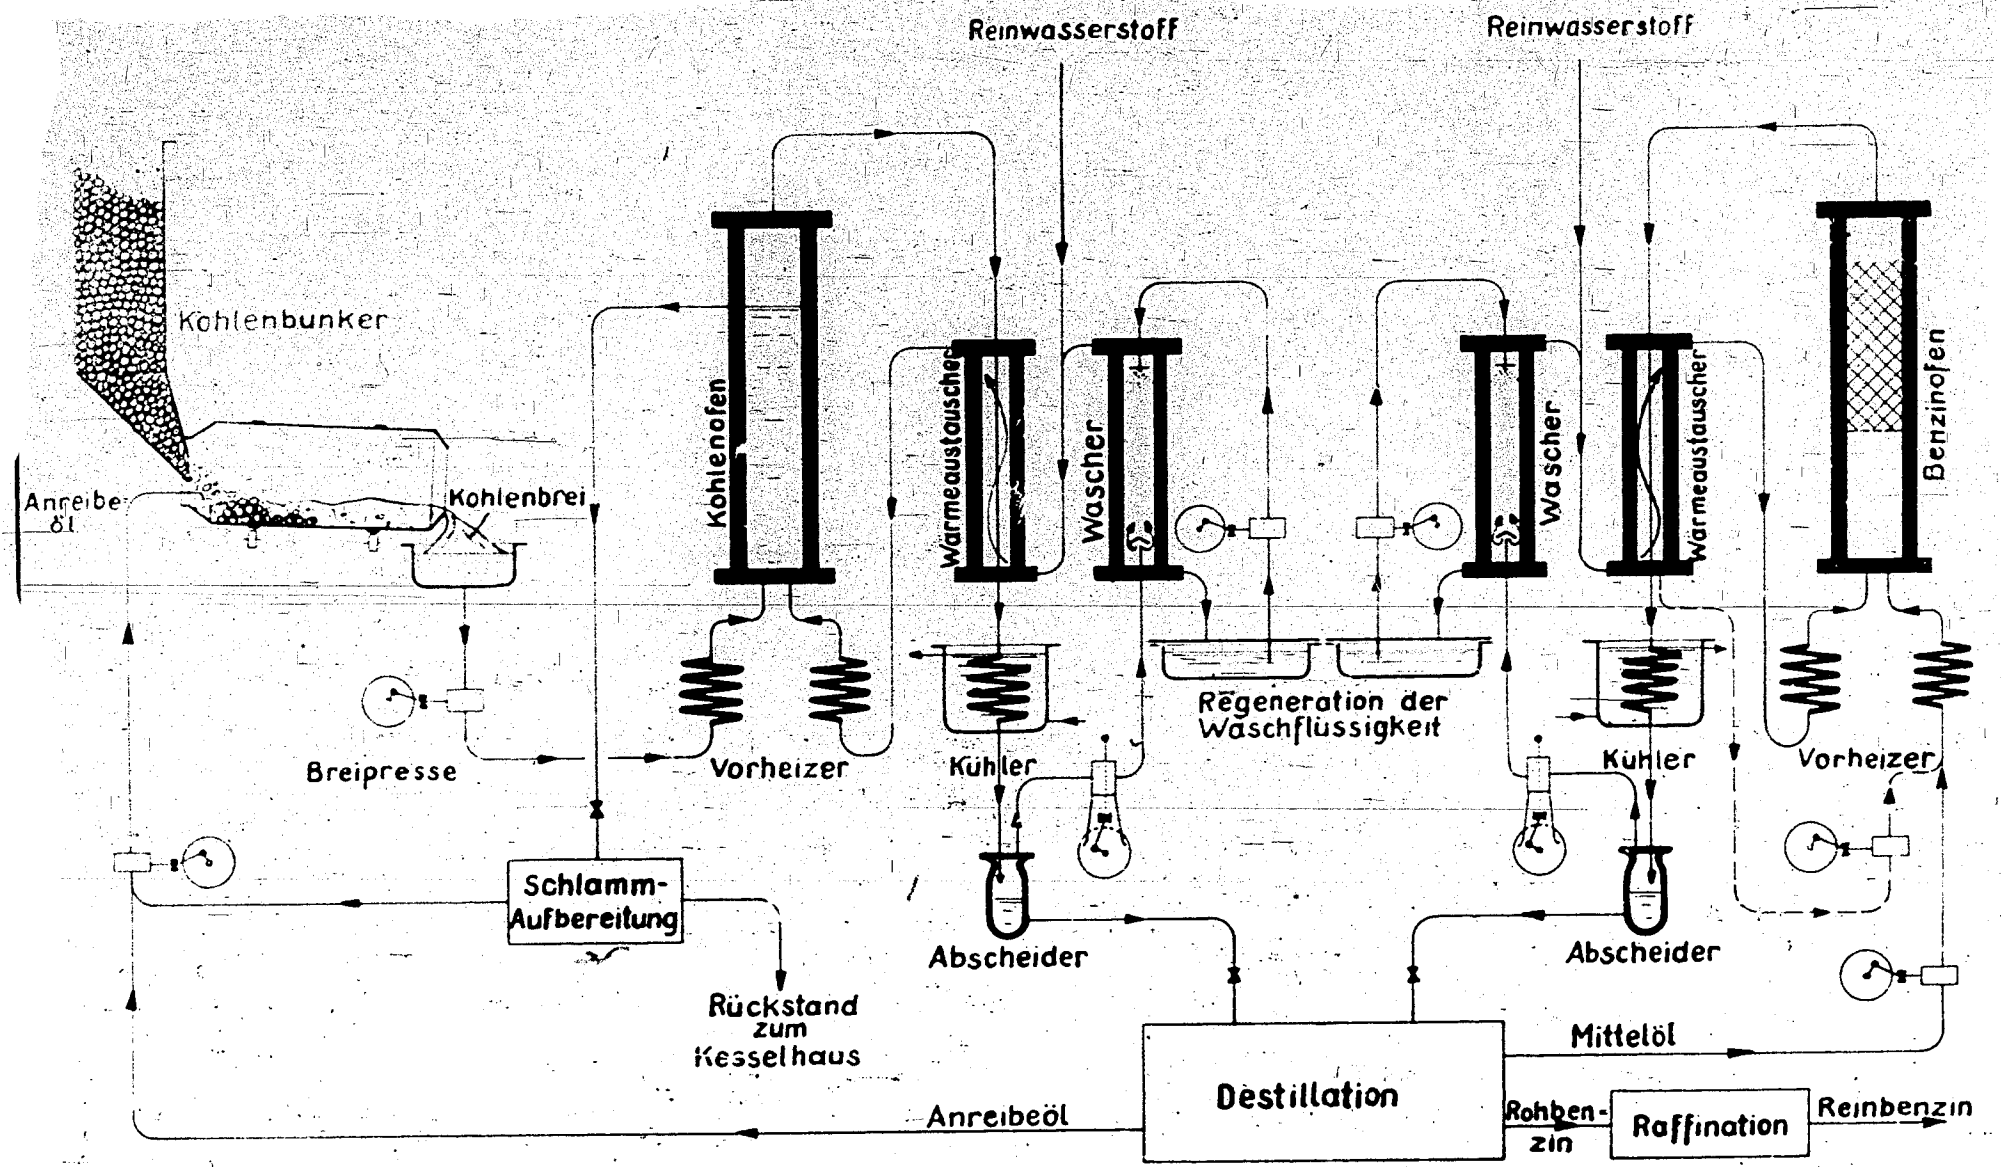 Reinwasserstoff
Reinwasserstoff
Kohlenbunker
Anreibe-
öl
Kohlenbrei
Kohlenofen
Wärmeaustauscher
Wascher
Wascher
Wärmeaustauscher
Benzinofen
Regeneration der
Waschflüssigkeit
Breipresse
Vorheizer
Kühler
Kühler
Vorheizer
Schlamm-
Aufbereitung
Abscheider
Abscheider
Rückstand
zum
Kesselhaus
Mittelöl
Destillation
Anreibeöl
Rohben-
zin
Raffination
Reinbenzin